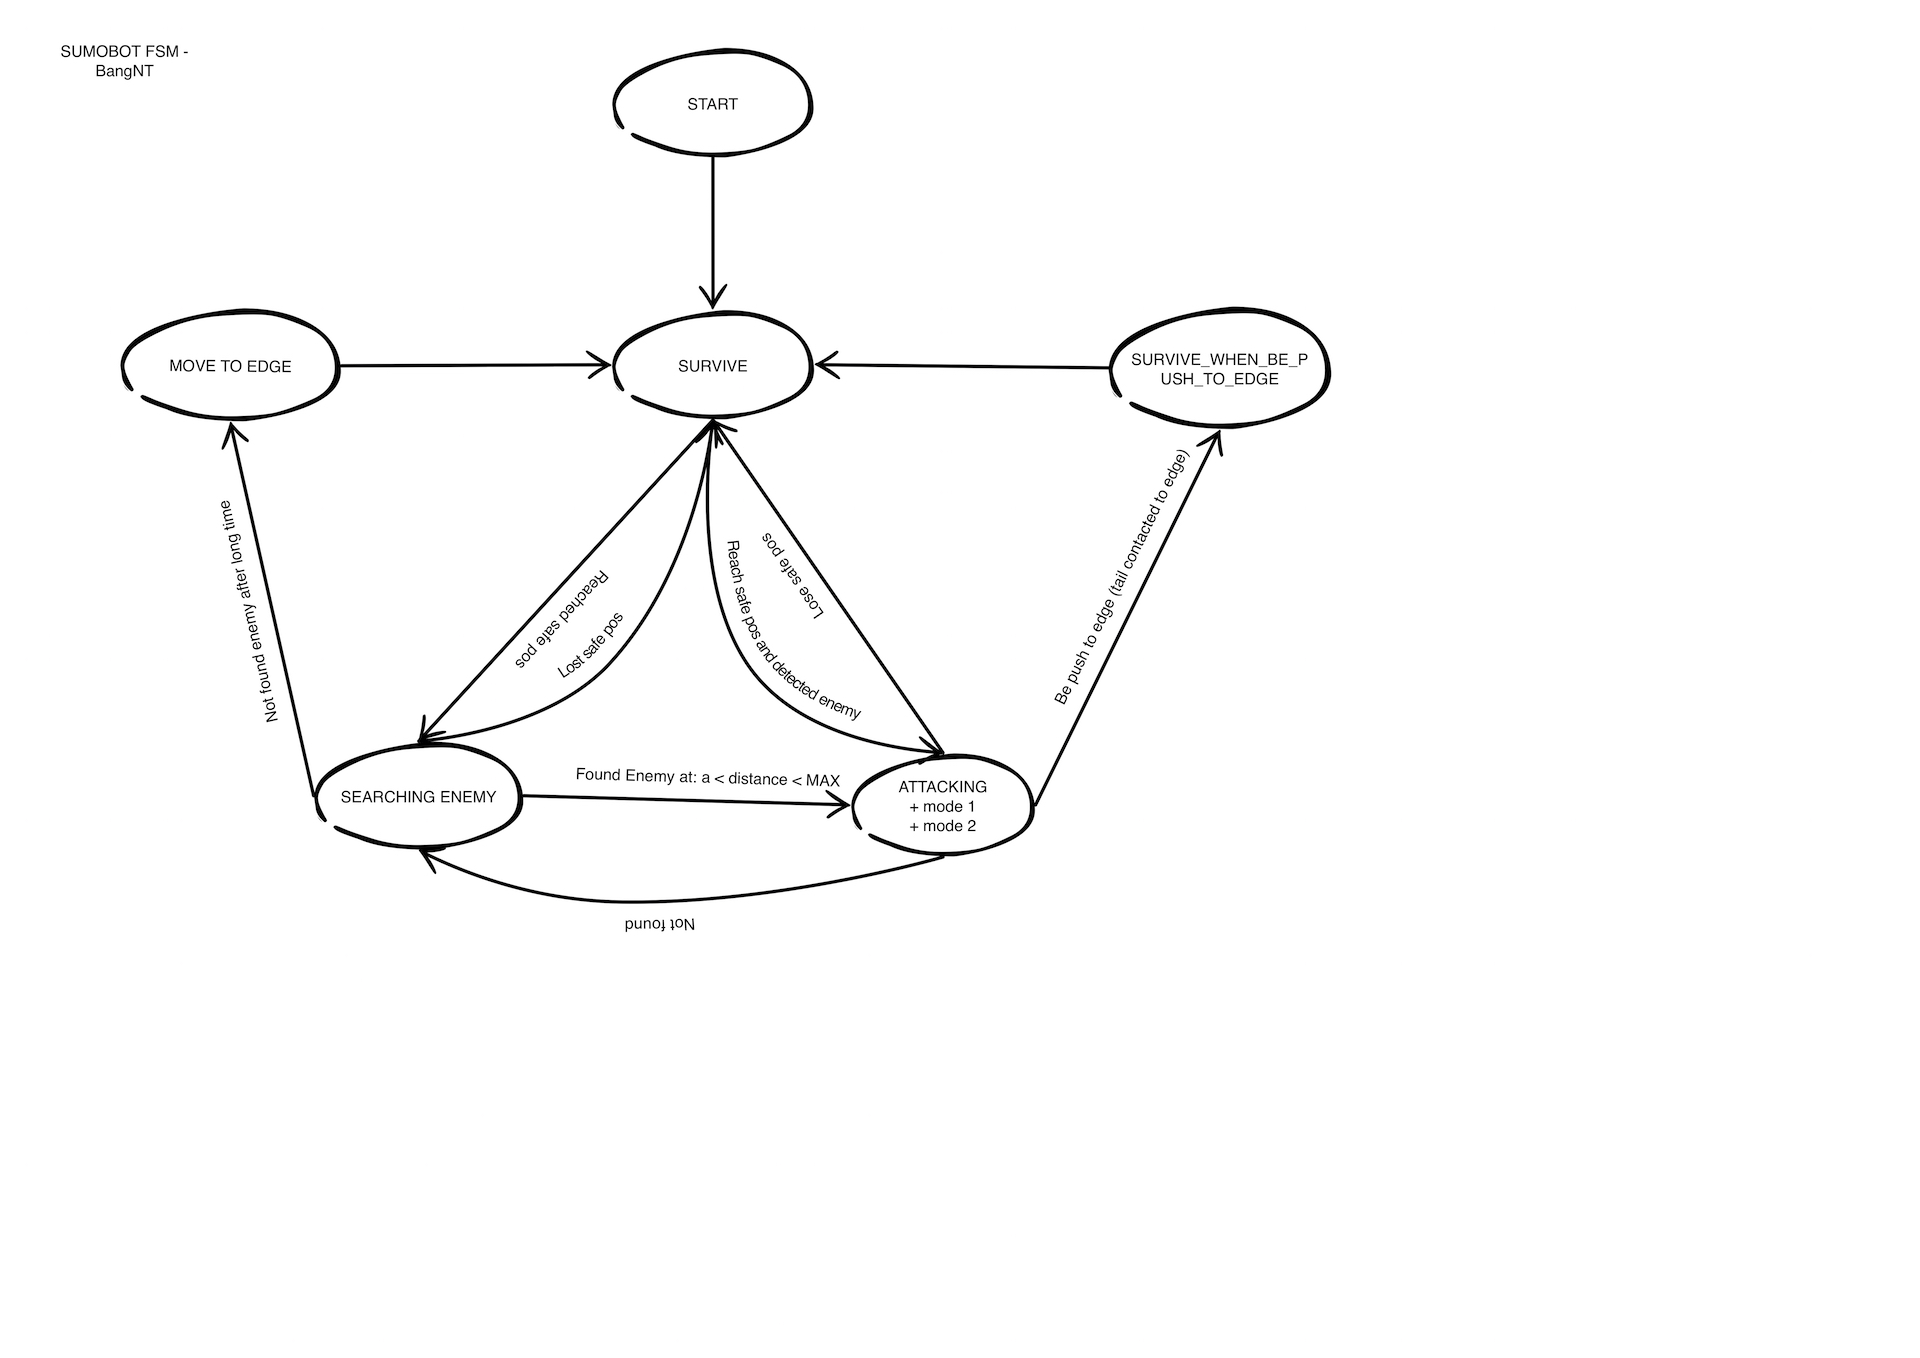 SUMOBOT FSM -
BangNT
START
MOVE TO EDGE
SURVIVE
SURVIVE_WHEN_BE_P
USH_TO_EDGE
Not found enemy after long time
Reached safe pos
Lost safe pos
Reach safe pos and detected enemy
Lose safe pos
Be push to edge (tail contacted to edge)
SEARCHING ENEMY
Found Enemy at: a < distance < MAX
ATTACKING
+ mode 1
+ mode 2
Not found